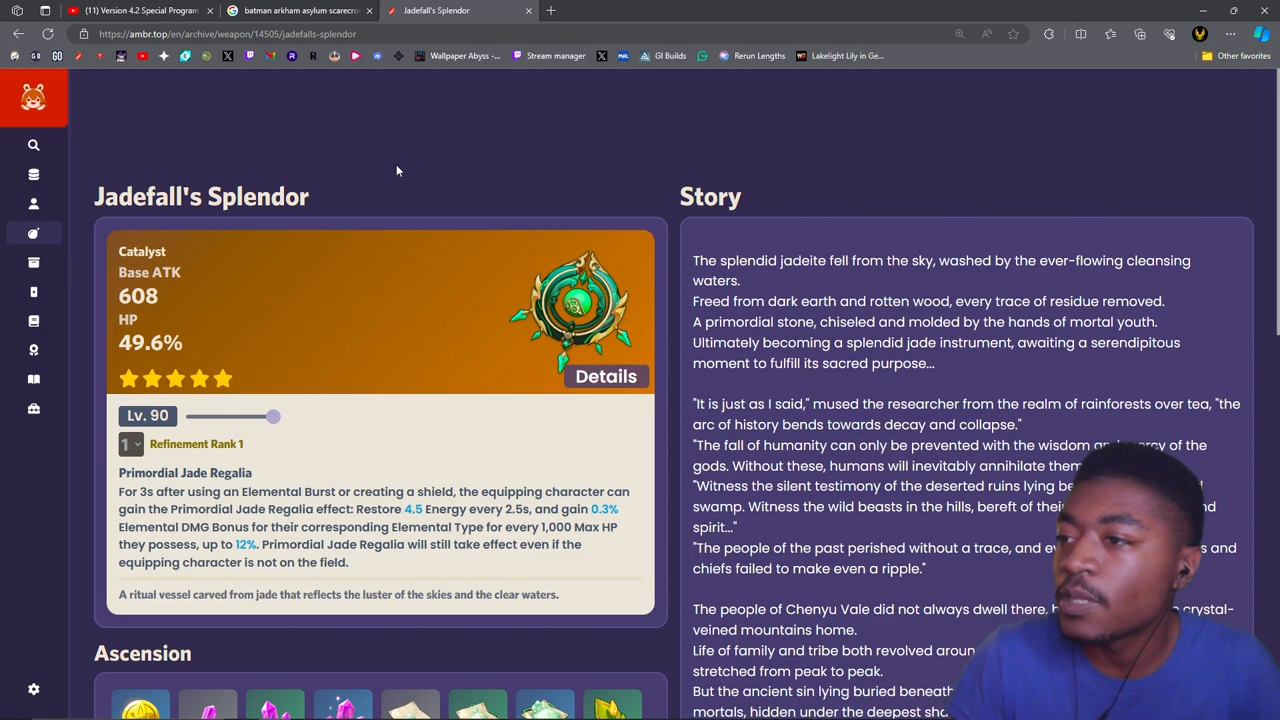 (11) Version 4.2 Special Program
batman arkham asylum scarecro
Jadefall's Splendor
https://ambr.top/en/archive/weapon/14505/jadefalls-splendor
Wallpaper Abyss -...
Stream manager
GI Builds
Rerun Lengths
Lakelight Lily in Ge...
Other favorites
Jadefall's Splendor
Catalyst
Base ATK
608
HP
49.6%
Details
Lv. 90
1
Refinement Rank 1
Primordial Jade Regalia
For 3s after using an Elemental Burst or creating a shield, the equipping character can
gain the Primordial Jade Regalia effect: Restore 4.5 Energy every 2.5s, and gain 0.3%
Elemental DMG Bonus for their corresponding Elemental Type for every 1,000 Max HP
they possess, up to 12%. Primordial Jade Regalia will still take effect even if the
equipping character is not on the field.
A ritual vessel carved from jade that reflects the luster of the skies and the clear waters.
Ascension
Story
The splendid jadeite fell from the sky, washed by the ever-flowing cleansing
waters.
Freed from dark earth and rotten wood, every trace of residue removed.
A primordial stone, chiseled and molded by the hands of mortal youth.
Ultimately becoming a splendid jade instrument, awaiting a serendipitous
moment to fulfill its sacred purpose...
"It is just as I said," mused the researcher from the realm of rainforests over tea, "the
arc of history bends towards decay and collapse."
"The fall of humanity can only be prevented with the wisdom and mercy of the
gods. Without these, humans will inevitably annihilate them
"Witness the silent testimony of the deserted ruins lying be
swamp. Witness the wild beasts in the hills, bereft of their and
spirit..."
"The people of the past perished without a trace, and ev s and
chiefs failed to make even a ripple."
The people of Chenyu Vale did not always dwell there, crystal-
veined mountains home.
Life of family and tribe both revolved aroun
stretched from peak to peak.
But the ancient sin lying buried beneath
mortals, hidden under the deepest sha